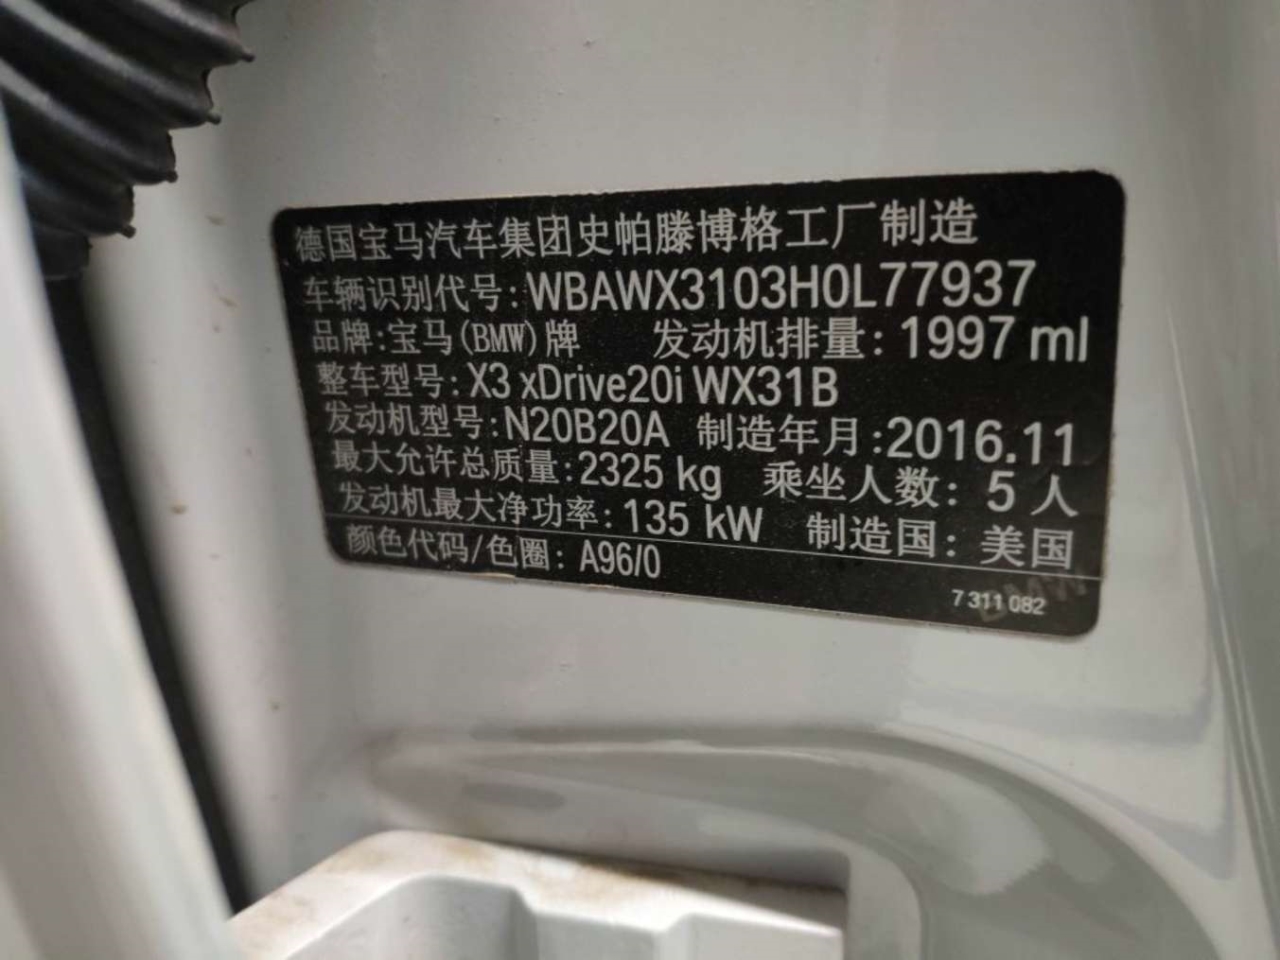 德国宝马汽车集团史帕滕博格工厂制造
车辆识别代号:WBAWX3103H0L77937
品牌:宝马(BMW)牌 发动机排量:1997 ml
整车型号:X3 xDrive20i WX31B
发动机型号:N20B20A 制造年月:2016.11
最大允许总质量:2325 kg 乘坐人数:5 人
发动机最大净功率:135 kW 制造国:美国
颜色代码/色圈:A96/0
7 311 082
BMW